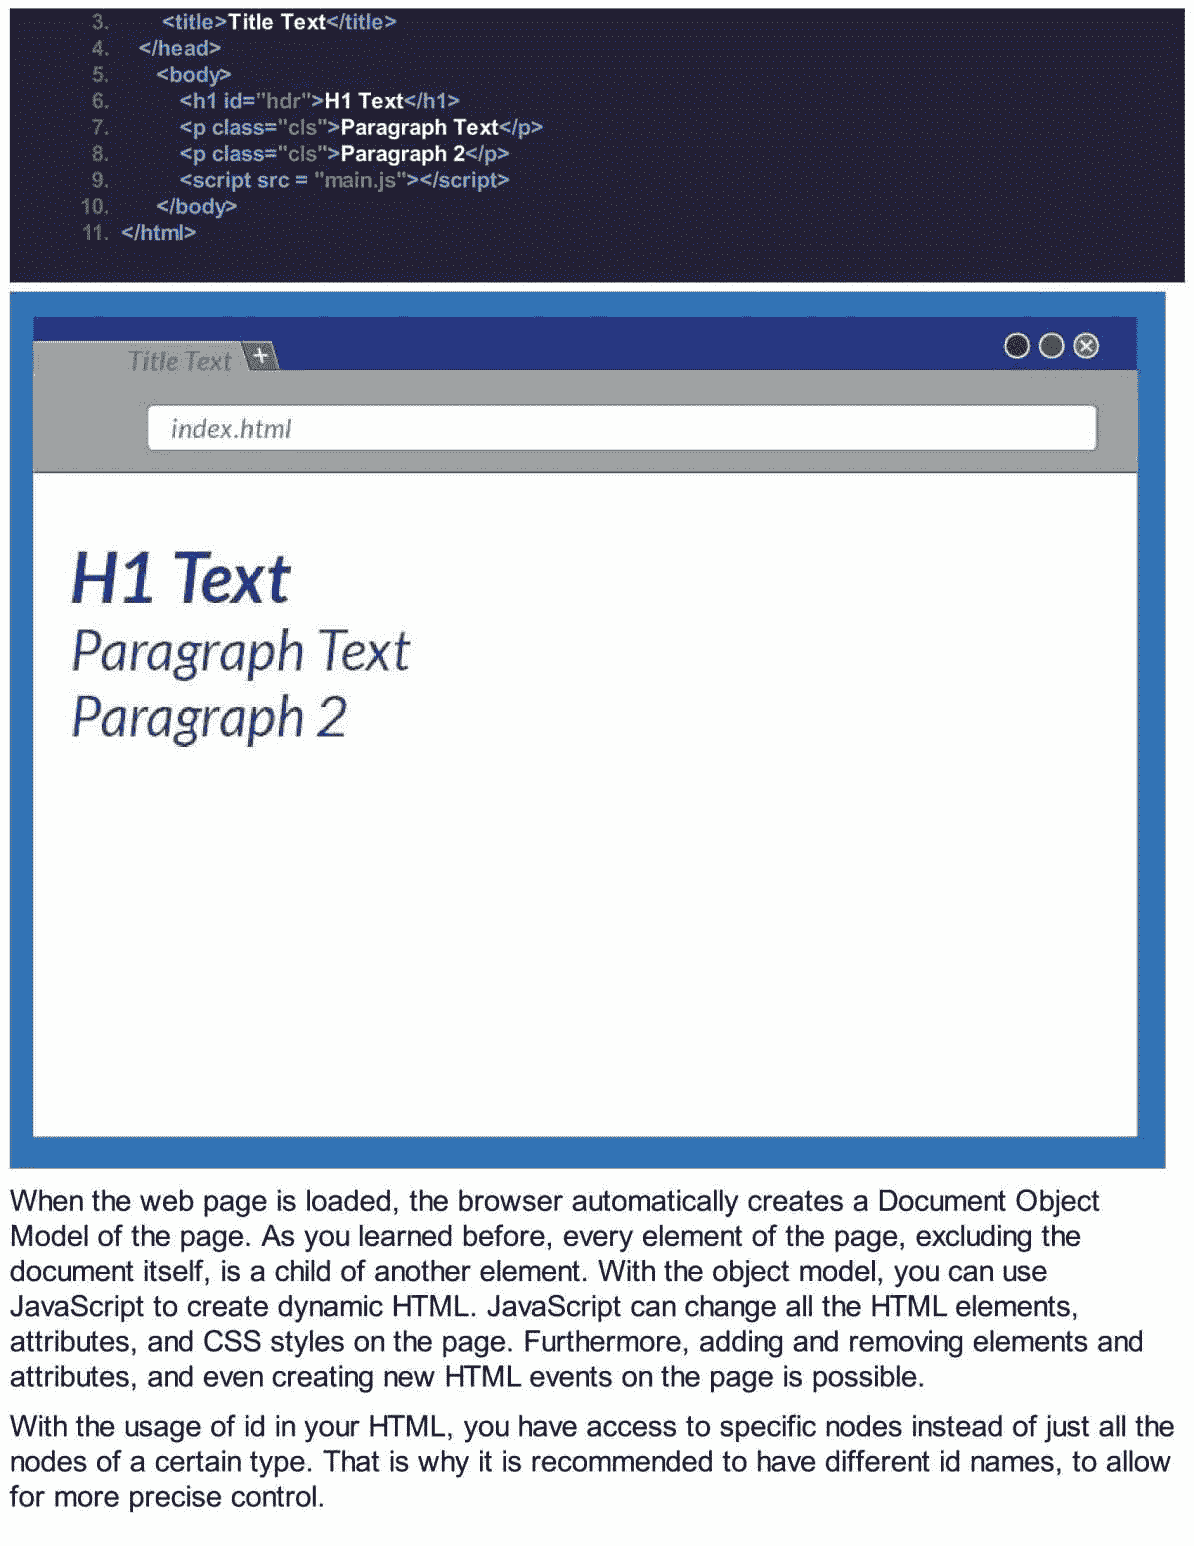 3. <title>Title Text</title>
4. </head>
5. <body>
6. <h1 id="hdr">H1 Text</h1>
7. <p class="cls">Paragraph Text</p>
8. <p class="cls">Paragraph 2</p>
9. <script src = "main.js"></script>
10. </body>
11. </html>
Title Text +
index.html
H1 Text
Paragraph Text
Paragraph 2
When the web page is loaded, the browser automatically creates a Document Object
Model of the page. As you learned before, every element of the page, excluding the
document itself, is a child of another element. With the object model, you can use
JavaScript to create dynamic HTML. JavaScript can change all the HTML elements,
attributes, and CSS styles on the page. Furthermore, adding and removing elements and
attributes, and even creating new HTML events on the page is possible.
With the usage of id in your HTML, you have access to specific nodes instead of just all the
nodes of a certain type. That is why it is recommended to have different id names, to allow
for more precise control.